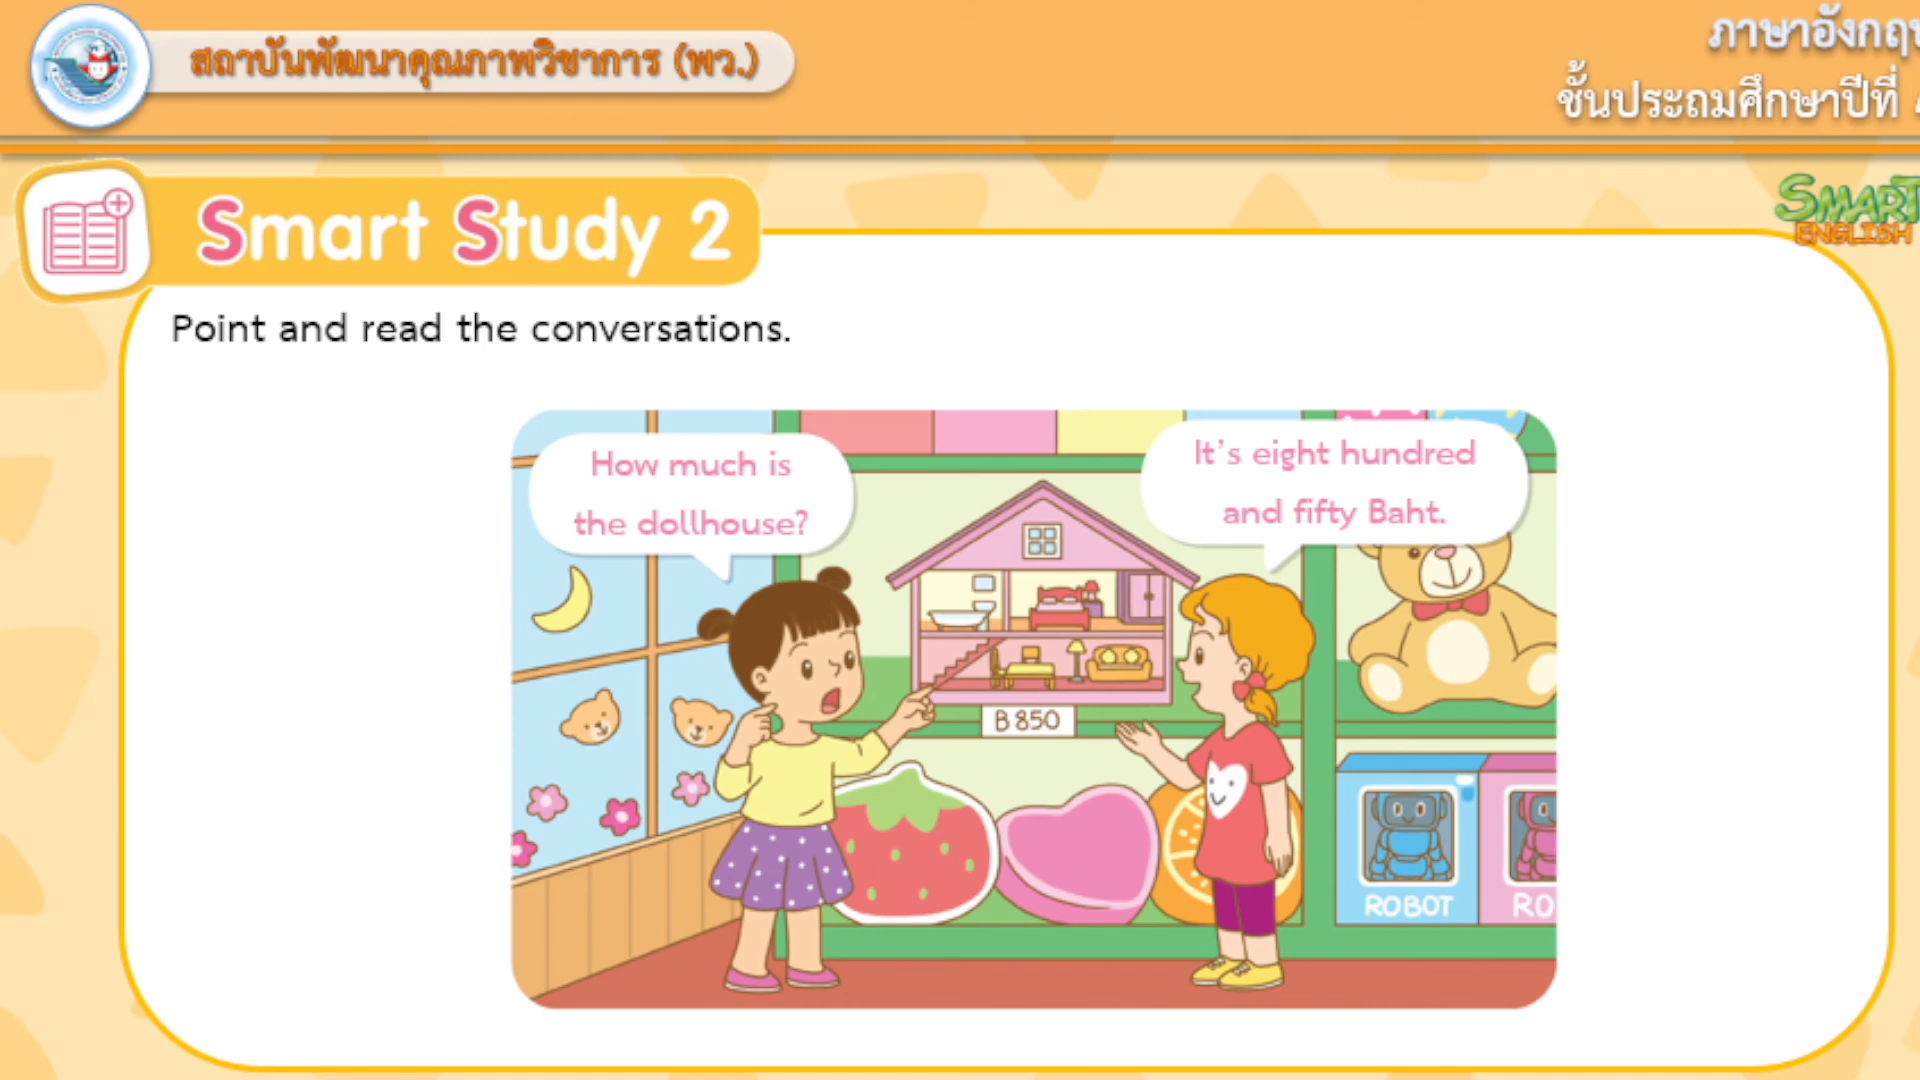 สถาบันพัฒนาคุณภาพวิชาการ (พว.)
ภาษาอังกฤษ
ชั้นประถมศึกษาปีที่
Smart Study 2
SMART
ENGLISH
Point and read the conversations.
How much is
the dollhouse?
It's eight hundred
and fifty Baht.
B 850
ROBOT
RO